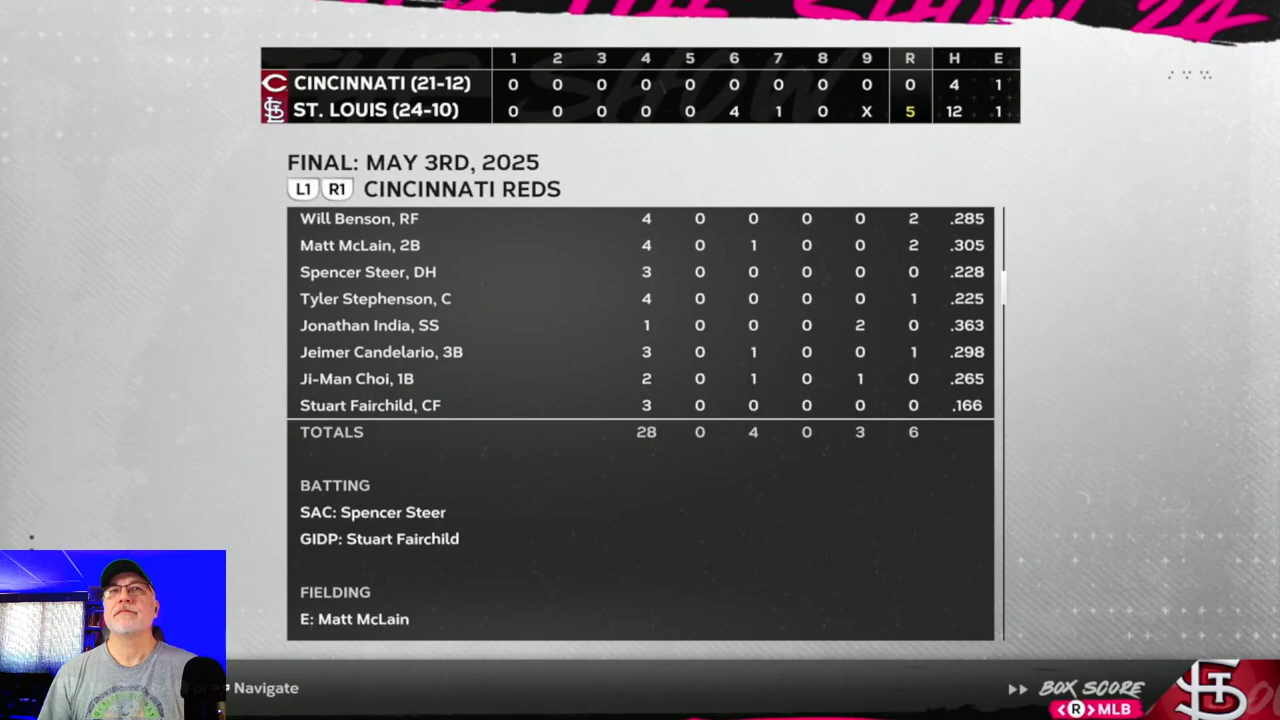 THE SHOW 24
1 2 3 4 5 6 7 8 9 R H E
CINCINNATI (21-12) 0 0 0 0 0 0 0 0 0 0 4 1
ST. LOUIS (24-10) 0 0 0 0 0 4 1 0 X 5 12 1
FINAL: MAY 3RD, 2025
L1 R1 CINCINNATI REDS
Will Benson, RF 4 0 0 0 0 2 .285
Matt McLain, 2B 4 0 1 0 0 2 .305
Spencer Steer, DH 3 0 0 0 0 0 .228
Tyler Stephenson, C 4 0 0 0 0 1 .225
Jonathan India, SS 1 0 0 0 2 0 .363
Jeimer Candelario, 3B 3 0 1 0 0 1 .298
Ji-Man Choi, 1B 2 0 1 0 1 0 .265
Stuart Fairchild, CF 3 0 0 0 0 0 .166
TOTALS 28 0 4 0 3 6
BATTING
SAC: Spencer Steer
GIDP: Stuart Fairchild
FIELDING
E: Matt McLain
or Navigate
BOX SCORE
R MLB